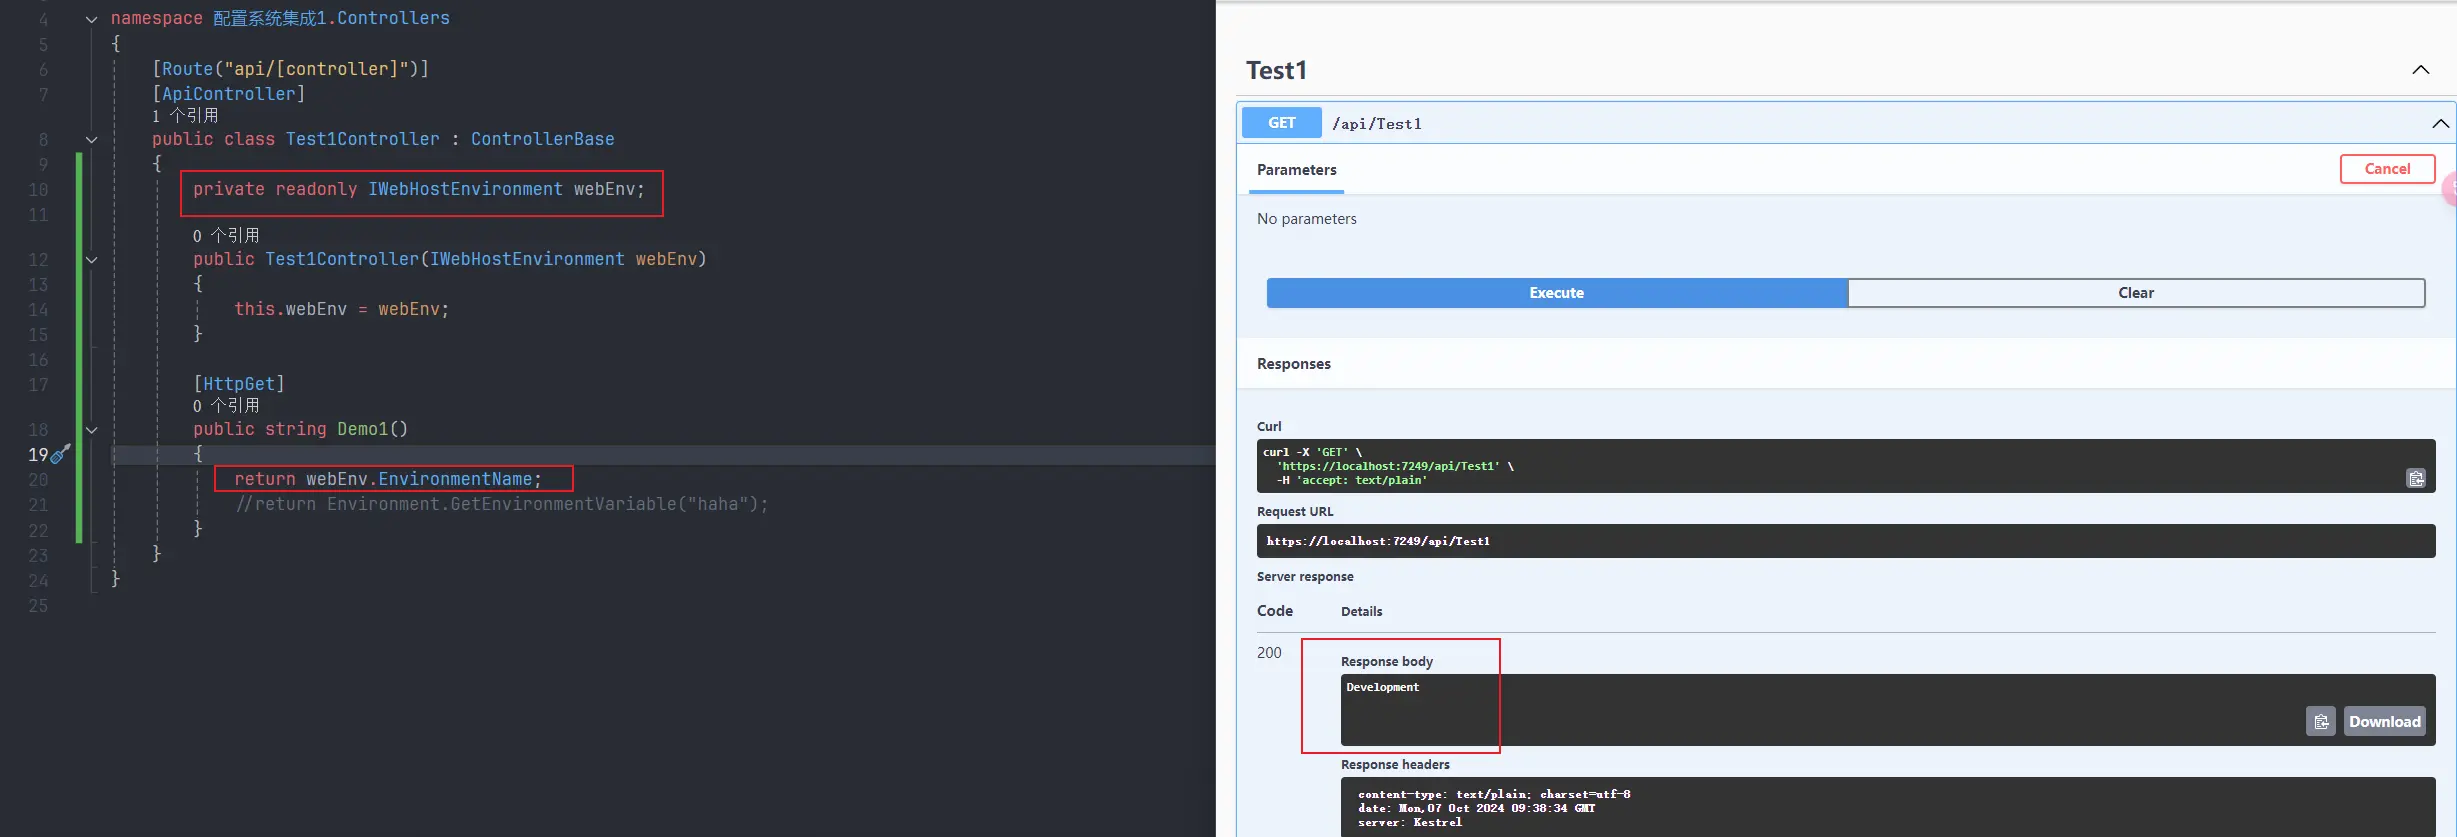 4 namespace 配置系统集成1.Controllers
5 {
6 [Route("api/[controller]")]
7 [ApiController]
1 个引用
8 public class Test1Controller : ControllerBase
9 {
10 private readonly IWebHostEnvironment webEnv;
11
0 个引用
12 public Test1Controller(IWebHostEnvironment webEnv)
13 {
14 this.webEnv = webEnv;
15 }
16
17 [HttpGet]
0 个引用
18 public string Demo1()
19 {
20 return webEnv.EnvironmentName;
21 //return Environment.GetEnvironmentVariable("haha");
22 }
23 }
24 }
25
Test1
GET /api/Test1
Parameters Cancel
No parameters
Execute Clear
Responses
Curl
curl -X 'GET' \
'https://localhost:7249/api/Test1' \
-H 'accept: text/plain'
Request URL
https://localhost:7249/api/Test1
Server response
Code Details
200
Response body
Development
Download
Response headers
content-type: text/plain; charset=utf-8
date: Mon,07 Oct 2024 09:38:34 GMT
server: Kestrel